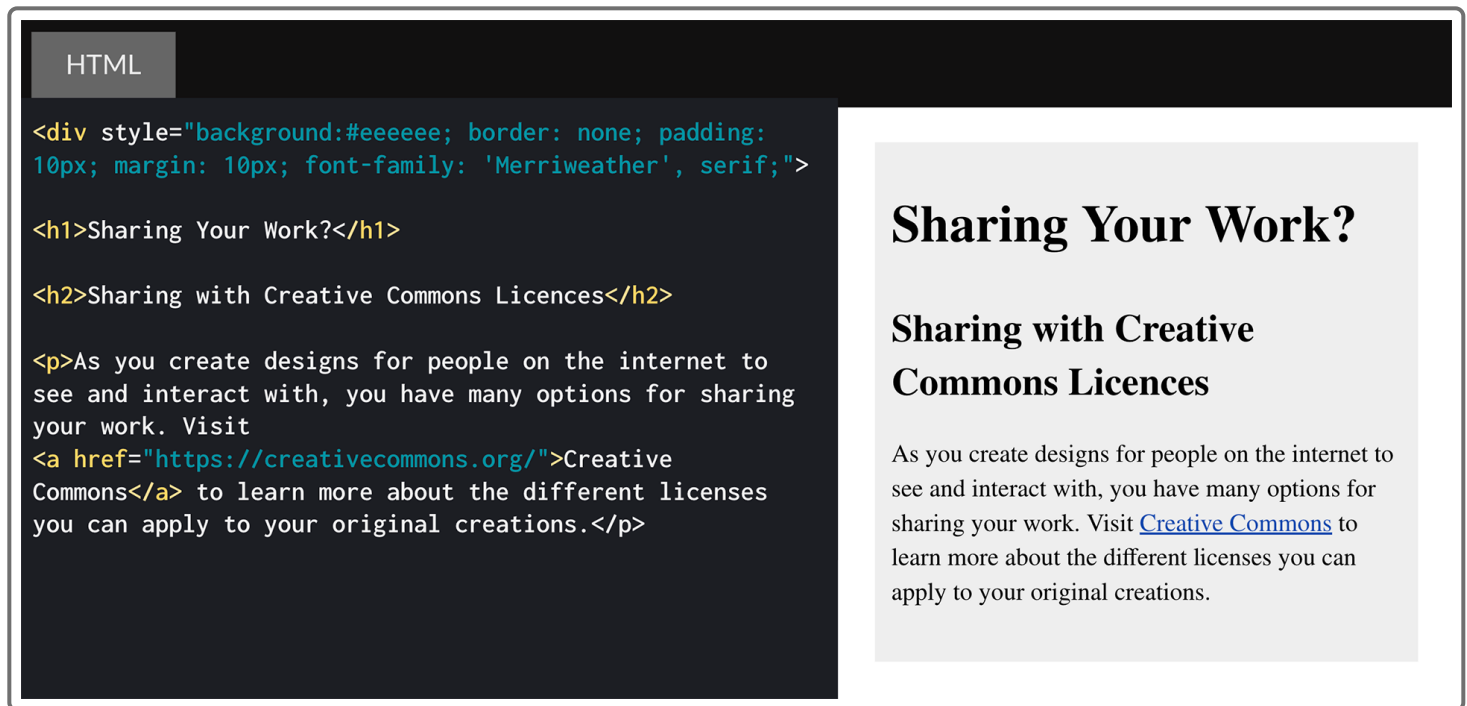 HTML
<div style="background:#eeeeee; border: none; padding:
10px; margin: 10px; font-family: 'Merriweather', serif;">
<h1>Sharing Your Work?</h1>
<h2>Sharing with Creative Commons Licences</h2>
<p>As you create designs for people on the internet to
see and interact with, you have many options for sharing
your work. Visit
<a href="https://creativecommons.org/">Creative
Commons</a> to learn more about the different licenses
you can apply to your original creations.</p>
Sharing Your Work?
Sharing with Creative
Commons Licences
As you create designs for people on the internet to
see and interact with, you have many options for
sharing your work. Visit Creative Commons to
learn more about the different licenses you can
apply to your original creations.